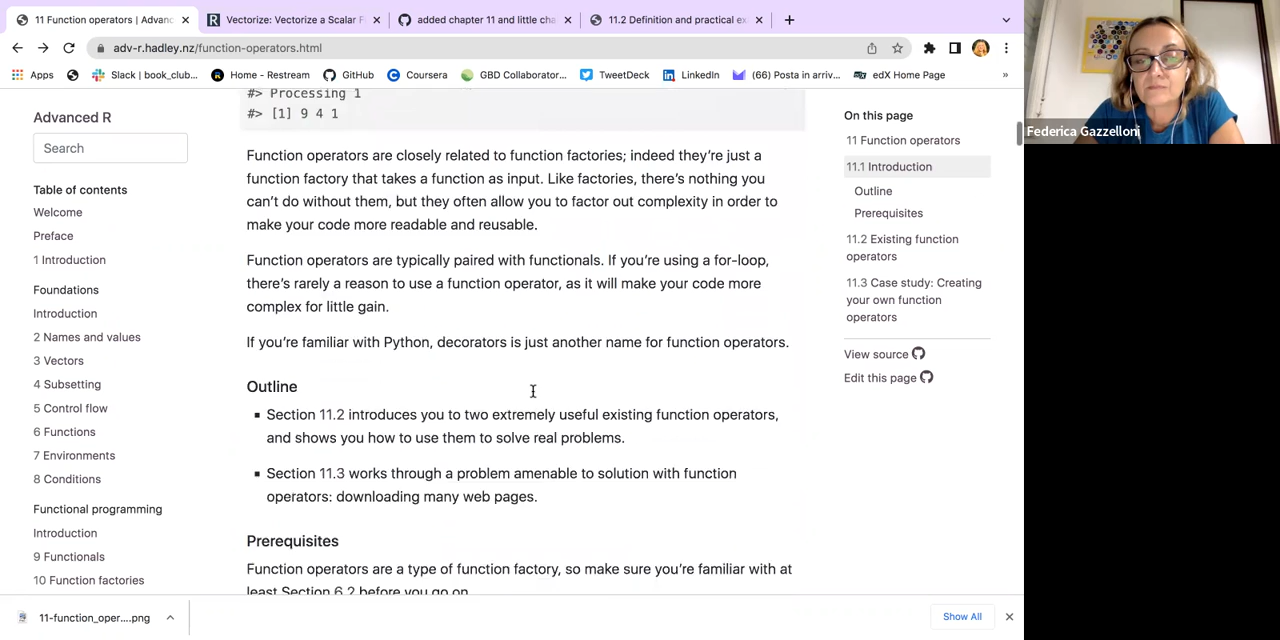 11 Function operators | Advanc
Vectorize: Vectorize a Scalar F
added chapter 11 and little cha
11.2 Definition and practical ex
adv-r.hadley.nz/function-operators.html
Apps
Slack | book_club...
Home - Restream
GitHub
Coursera
GBD Collaborator...
TweetDeck
LinkedIn
(66) Posta in arriv...
edX Home Page
»
Advanced R
Search
Table of contents
Welcome
Preface
1 Introduction
Foundations
Introduction
2 Names and values
3 Vectors
4 Subsetting
5 Control flow
6 Functions
7 Environments
8 Conditions
Functional programming
Introduction
9 Functionals
10 Function factories
#> Processing 1
#> [1] 9 4 1
Function operators are closely related to function factories; indeed they’re just a
function factory that takes a function as input. Like factories, there’s nothing you
can’t do without them, but they often allow you to factor out complexity in order to
make your code more readable and reusable.
Function operators are typically paired with functionals. If you’re using a for-loop,
there’s rarely a reason to use a function operator, as it will make your code more
complex for little gain.
If you’re familiar with Python, decorators is just another name for function operators.
Outline
Section 11.2 introduces you to two extremely useful existing function operators,
and shows you how to use them to solve real problems.
Section 11.3 works through a problem amenable to solution with function
operators: downloading many web pages.
Prerequisites
Function operators are a type of function factory, so make sure you’re familiar with at
least Section 6.2 before you go on.
On this page
11 Function operators
11.1 Introduction
Outline
Prerequisites
11.2 Existing function
operators
11.3 Case study: Creating
your own function
operators
View source
Edit this page
11-function_oper....png
Show All
Federica Gazzelloni